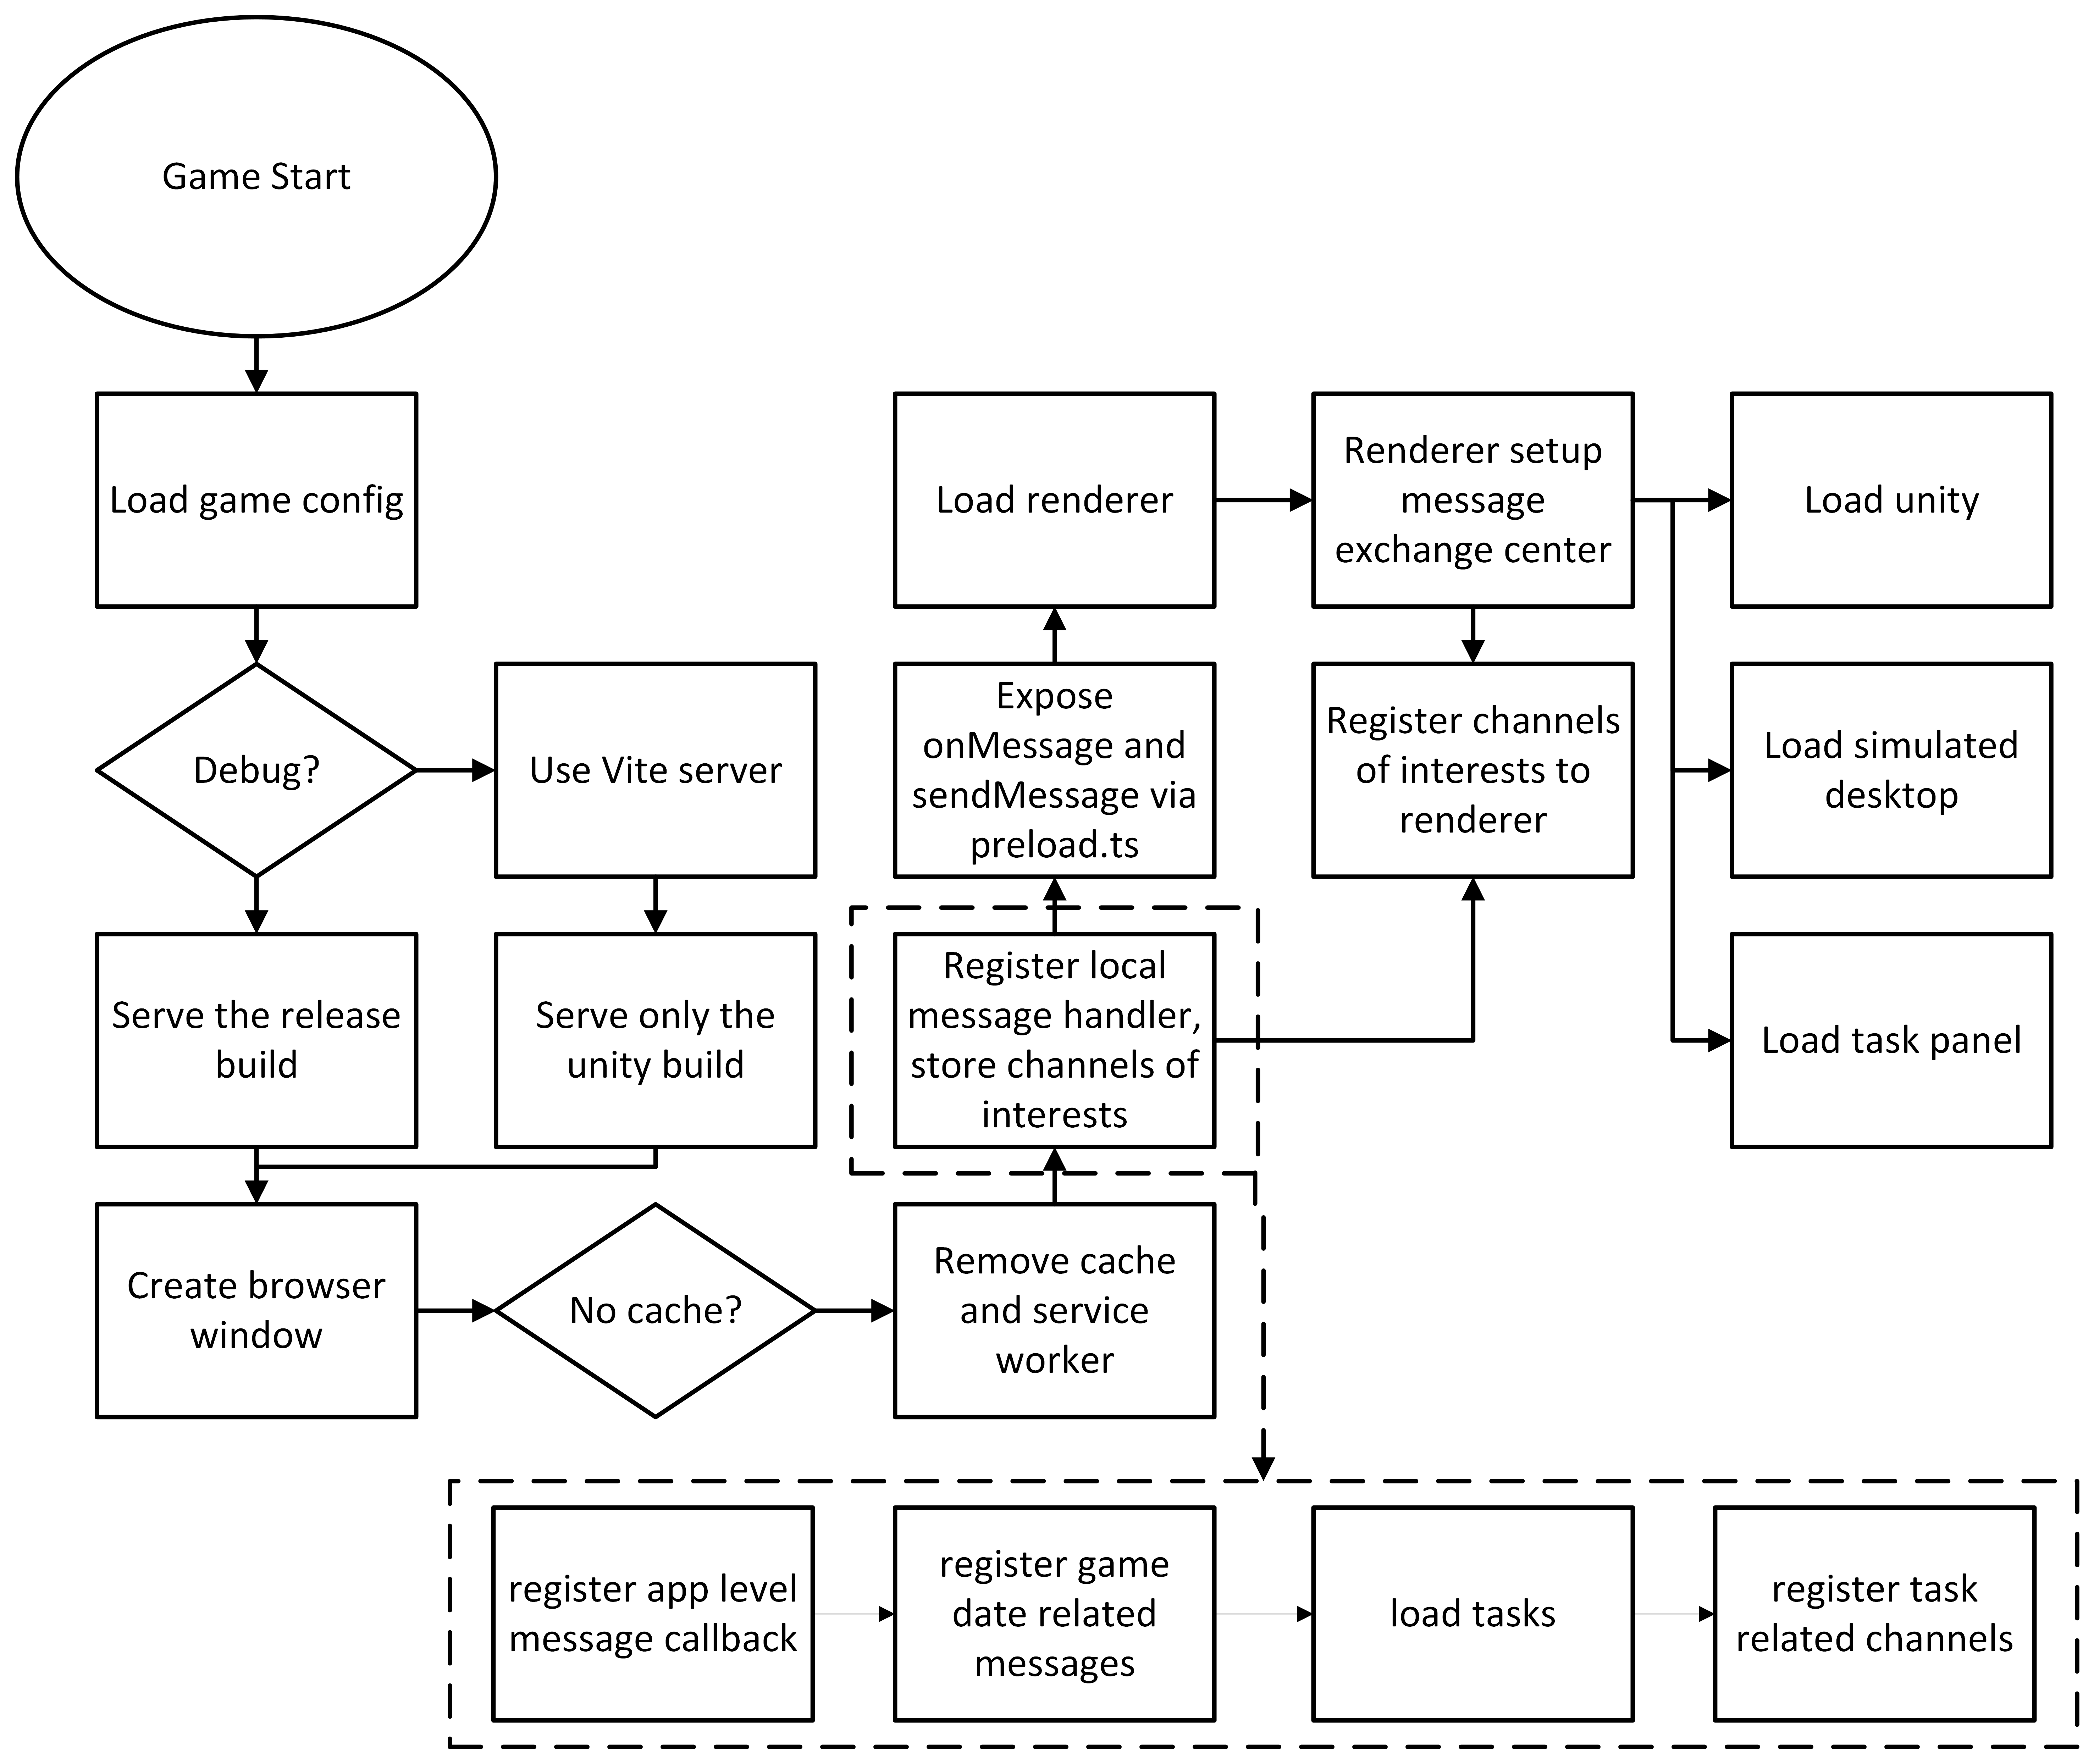 Game Start
Load game config
Debug?
Use Vite server
Serve the release
build
Serve only the
unity build
Create browser
window
No cache?
Remove cache
and service
worker
Register local
message handler,
store channels of
interests
Expose
onMessage and
sendMessage via
preload.ts
Load renderer
Renderer setup
message
exchange center
Register channels
of interests to
renderer
Load unity
Load simulated
desktop
Load task panel
register app level
message callback
register game
date related
messages
load tasks
register task
related channels